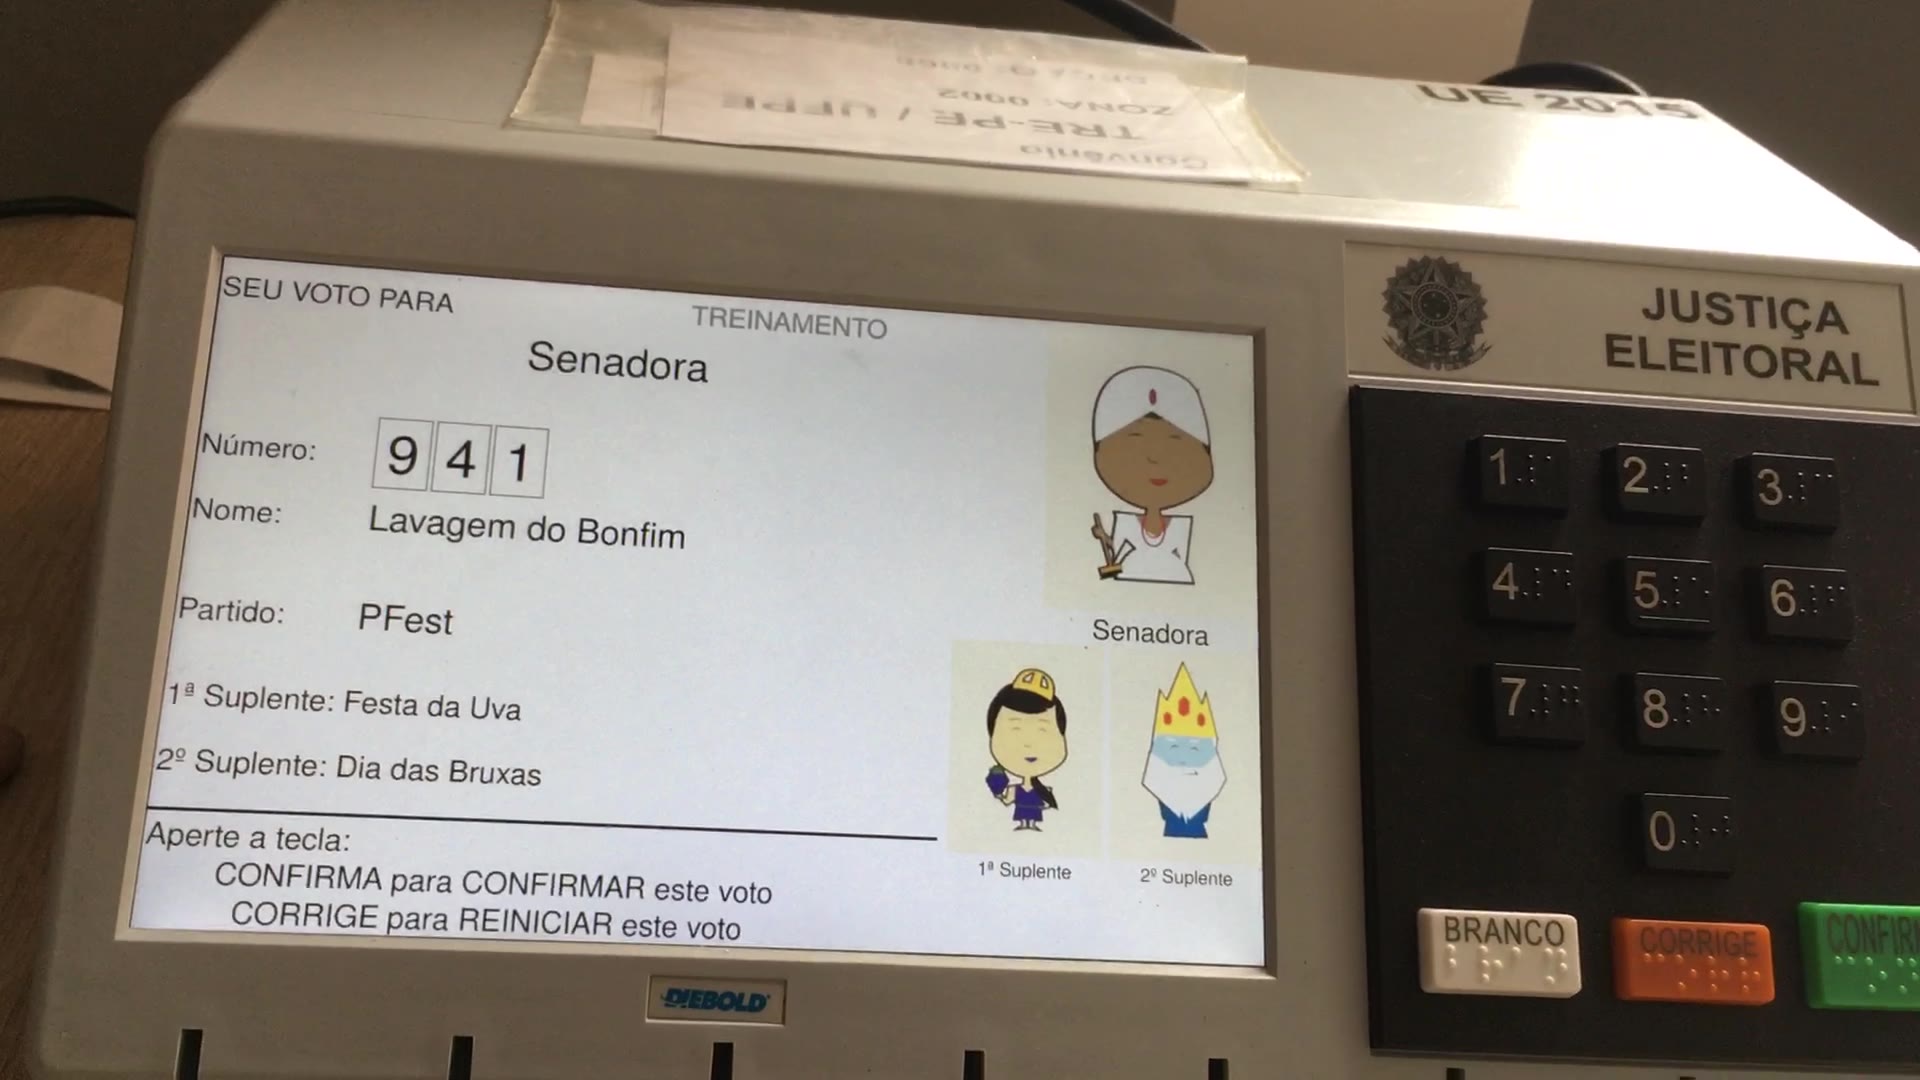 Convênio
TRE-PE / UFPE
ZONA: 0002
UE 2015
JUSTIÇA
ELEITORAL
SEU VOTO PARA
TREINAMENTO
Senadora
Número: 9 4 1
Nome: Lavagem do Bonfim
Partido: PFest
1ª Suplente: Festa da Uva
2º Suplente: Dia das Bruxas
Aperte a tecla:
CONFIRMA para CONFIRMAR este voto
CORRIGE para REINICIAR este voto
Senadora
1ª Suplente
2º Suplente
DIEBOLD
1 2 3
4 5 6
7 8 9
0
BRANCO CORRIGE CONFIRM